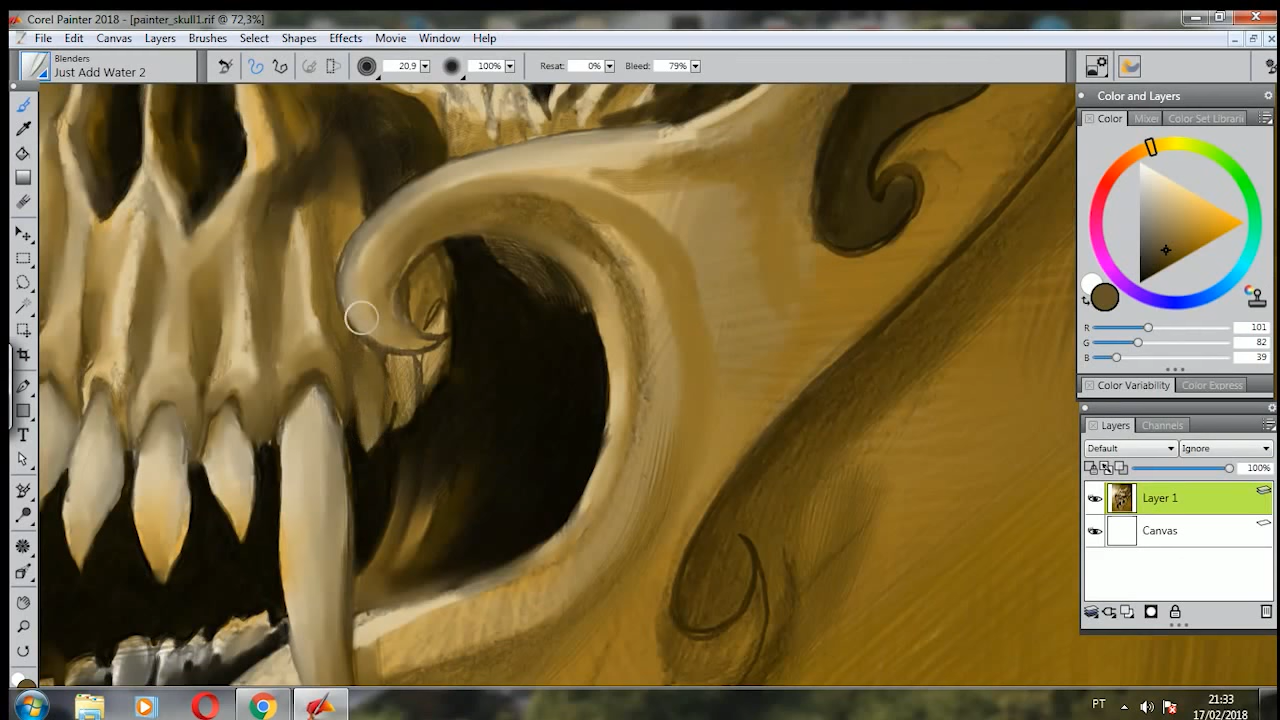 Corel Painter 2018 - [painter_skull1.rif @ 72,3%]
File Edit Canvas Layers Brushes Select Shapes Effects Movie Window Help
Blenders
Just Add Water 2
20,9
100%
Resat: 0%
Bleed: 79%
Color and Layers
Color Mixer Color Set Librari
R 101
G 82
B 39
Color Variability Color Express
Layers Channels
Default Ignore
100%
Layer 1
Canvas
T
PT
21:33
17/02/2018